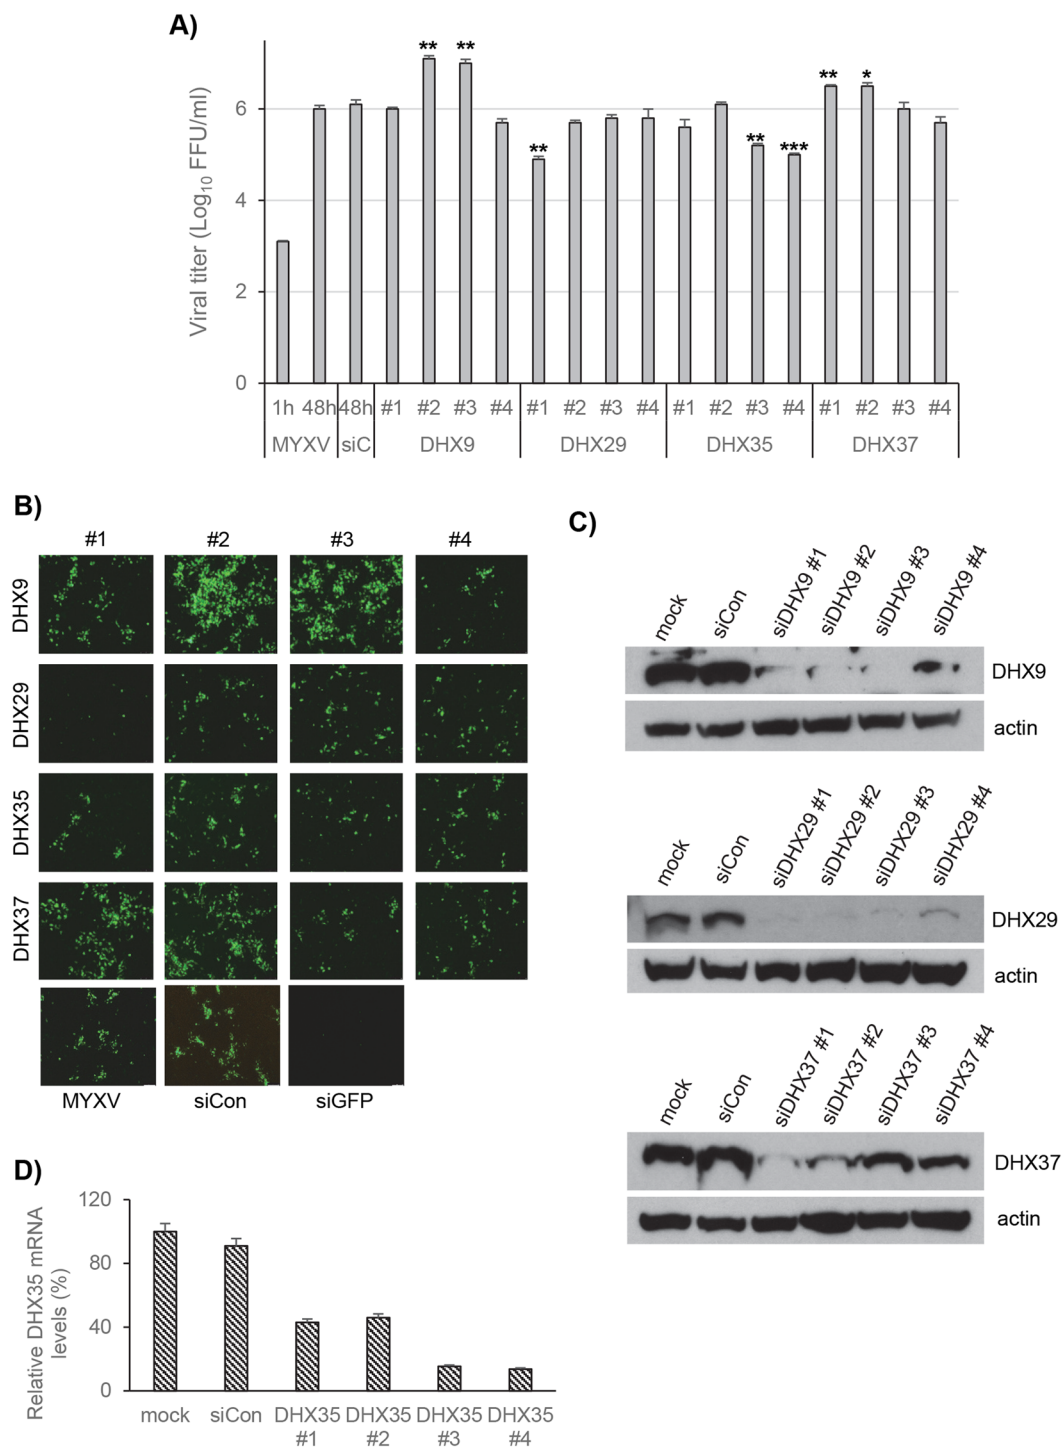 A)
** ** ** ** *** ** *
Viral titer (Log10 FFU/ml)
6
4
2
0
1h 48h 48h #1 #2 #3 #4 #1 #2 #3 #4 #1 #2 #3 #4 #1 #2 #3 #4
MYXV siC DHX9 DHX29 DHX35 DHX37
B)
#1 #2 #3 #4
DHX9
DHX29
DHX35
DHX37
MYXV siCon siGFP
C)
mock siCon siDHX9 #1 siDHX9 #2 siDHX9 #3 siDHX9 #4
DHX9
actin
mock siCon siDHX29 #1 siDHX29 #2 siDHX29 #3 siDHX29 #4
DHX29
actin
mock siCon siDHX37 #1 siDHX37 #2 siDHX37 #3 siDHX37 #4
DHX37
actin
D)
Relative DHX35 mRNA
levels (%)
120
80
40
0
mock siCon DHX35 DHX35 DHX35 DHX35
#1 #2 #3 #4